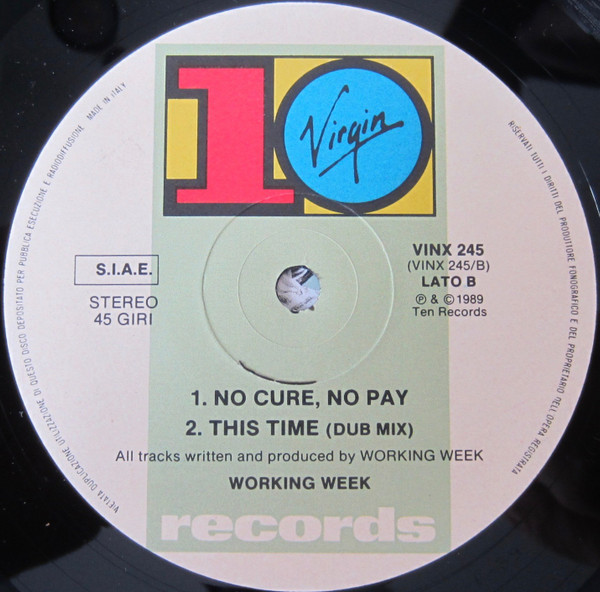 10
Virgin
S.I.A.E.
STEREO
45 GIRI
VINX 245
(VINX 245/B)
LATO B
℗ & © 1989
Ten Records
1. NO CURE, NO PAY
2. THIS TIME (DUB MIX)
All tracks written and produced by WORKING WEEK
WORKING WEEK
records
VIETATA DUPLICAZIONE UTILIZZAZIONE DI QUESTO DISCO DEPOSITATO PER PUBBLICA ESECUZIONE E RADIODIFFUSIONE. MADE IN ITALY
RISERVATI TUTTI I DIRITTI DEL PRODUTTORE FONOGRAFICO E DEL PROPRIETARIO DELL'OPERA REGISTRATA